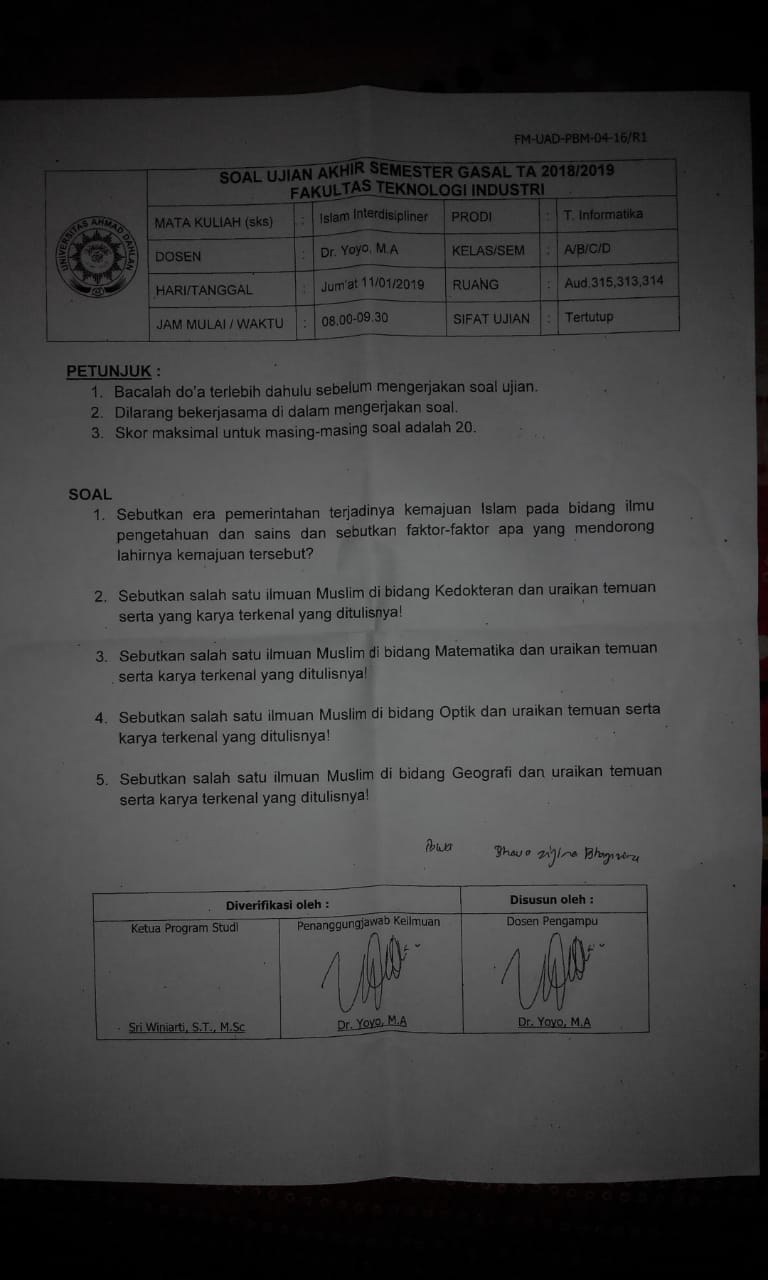 FM-UAD-PBM-04-16/R1
SOAL UJIAN AKHIR SEMESTER GASAL TA 2018/2019
FAKULTAS TEKNOLOGI INDUSTRI
UNIVERSITAS AHMAD DAHLAN
MATA KULIAH (sks) : Islam Interdisipliner PRODI : T. Informatika
DOSEN : Dr. Yoyo, M.A KELAS/SEM : A/B/C/D
HARI/TANGGAL : Jum'at 11/01/2019 RUANG : Aud.315,313,314
JAM MULAI / WAKTU : 08.00-09.30 SIFAT UJIAN : Tertutup
PETUNJUK :
1. Bacalah do'a terlebih dahulu sebelum mengerjakan soal ujian.
2. Dilarang bekerjasama di dalam mengerjakan soal.
3. Skor maksimal untuk masing-masing soal adalah 20.
SOAL
1. Sebutkan era pemerintahan terjadinya kemajuan Islam pada bidang ilmu
pengetahuan dan sains dan sebutkan faktor-faktor apa yang mendorong
lahirnya kemajuan tersebut?
2. Sebutkan salah satu ilmuan Muslim di bidang Kedokteran dan uraikan temuan
serta yang karya terkenal yang ditulisnya!
3. Sebutkan salah satu ilmuan Muslim di bidang Matematika dan uraikan temuan
serta karya terkenal yang ditulisnya!
4. Sebutkan salah satu ilmuan Muslim di bidang Optik dan uraikan temuan serta
karya terkenal yang ditulisnya!
5. Sebutkan salah satu ilmuan Muslim di bidang Geografi dan uraikan temuan
serta karya terkenal yang ditulisnya!
Diverifikasi oleh : Disusun oleh :
Ketua Program Studi Penanggungjawab Keilmuan Dosen Pengampu
Sri Winiarti, S.T., M.Sc Dr. Yoyo, M.A Dr. Yoyo, M.A